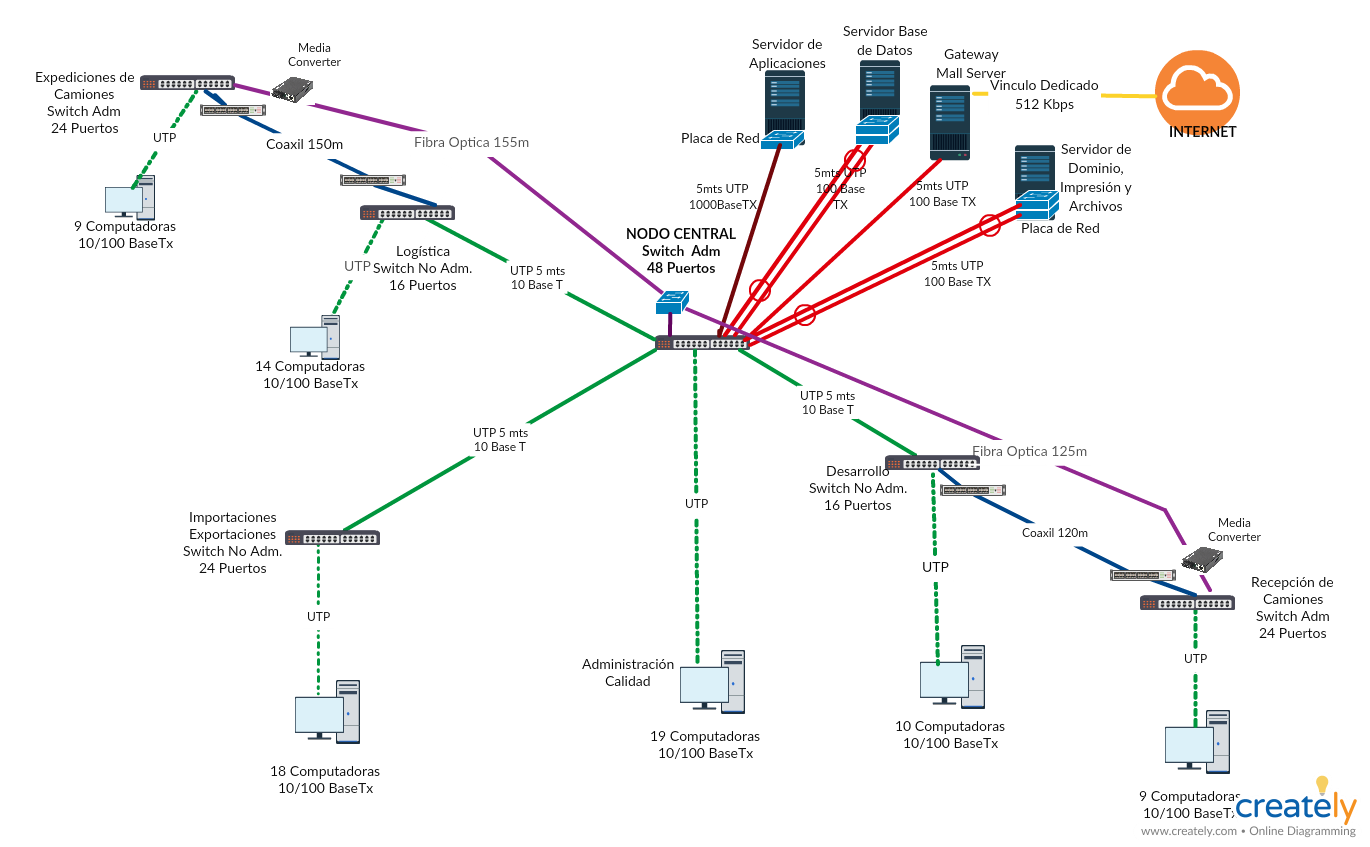 Media
Converter
Expediciones de
Camiones
Switch Adm
24 Puertos
UTP
Coaxil 150m
Fibra Optica 155m
9 Computadoras
10/100 BaseTx
Servidor de
Aplicaciones
Servidor Base
de Datos
Gateway
Mall Server
Vinculo Dedicado
512 Kbps
INTERNET
Placa de Red
Servidor de
Dominio,
Impresión y
Archivos
Placa de Red
5mts UTP
1000BaseTX
5mts UTP
100 Base
TX
5mts UTP
100 Base TX
5mts UTP
100 Base TX
NODO CENTRAL
Switch Adm
48 Puertos
Logística
Switch No Adm.
16 Puertos
UTP
UTP 5 mts
10 Base T
14 Computadoras
10/100 BaseTx
UTP 5 mts
10 Base T
UTP 5 mts
10 Base T
Fibra Optica 125m
Desarrollo
Switch No Adm.
16 Puertos
UTP
Importaciones
Exportaciones
Switch No Adm.
24 Puertos
Coaxil 120m
Media
Converter
UTP
Recepción de
Camiones
Switch Adm
24 Puertos
UTP
UTP
Administración
Calidad
18 Computadoras
10/100 BaseTx
19 Computadoras
10/100 BaseTx
10 Computadoras
10/100 BaseTx
9 Computadoras
10/100 BaseTx
creately
www.creately.com • Online Diagramming